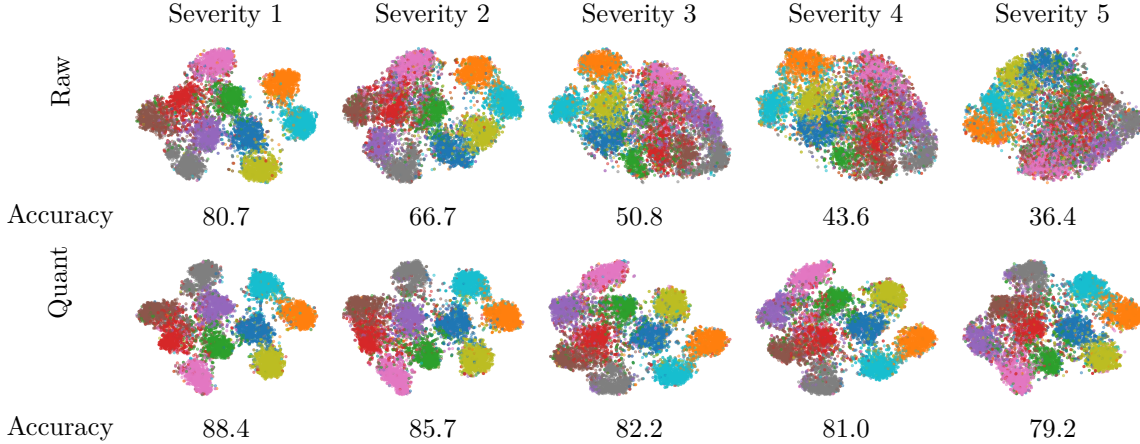 Severity 1 Severity 2 Severity 3 Severity 4 Severity 5
Raw
Accuracy 80.7 66.7 50.8 43.6 36.4
Quant
Accuracy 88.4 85.7 82.2 81.0 79.2